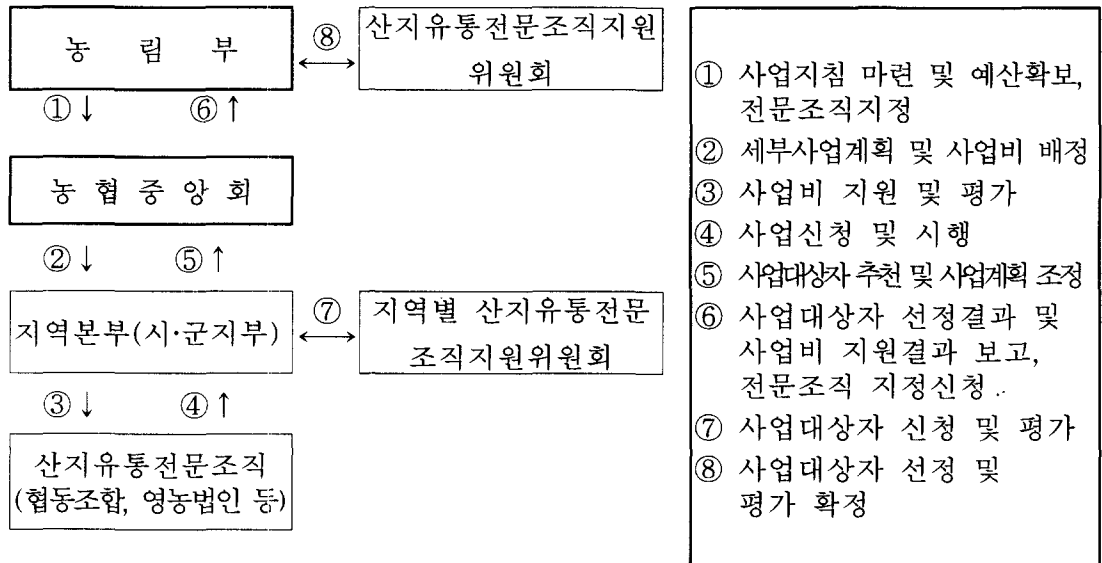 농 림 부
⑧
산지유통전문조직지원
위원회
①↓ ⑥↑
농 협 중 앙 회
②↓ ⑤↑
지역본부(시·군지부)
⑦
지역별 산지유통전문
조직지원위원회
③↓ ④↑
산지유통전문조직
(협동조합, 영농법인 등)
① 사업지침 마련 및 예산확보,
전문조직지정
② 세부사업계획 및 사업비 배정
③ 사업비 지원 및 평가
④ 사업신청 및 시행
⑤ 사업대상자 추천 및 사업계획 조정
⑥ 사업대상자 선정결과 및
사업비 지원결과 보고,
전문조직 지정신청
⑦ 사업대상자 신청 및 평가
⑧ 사업대상자 선정 및
평가 확정